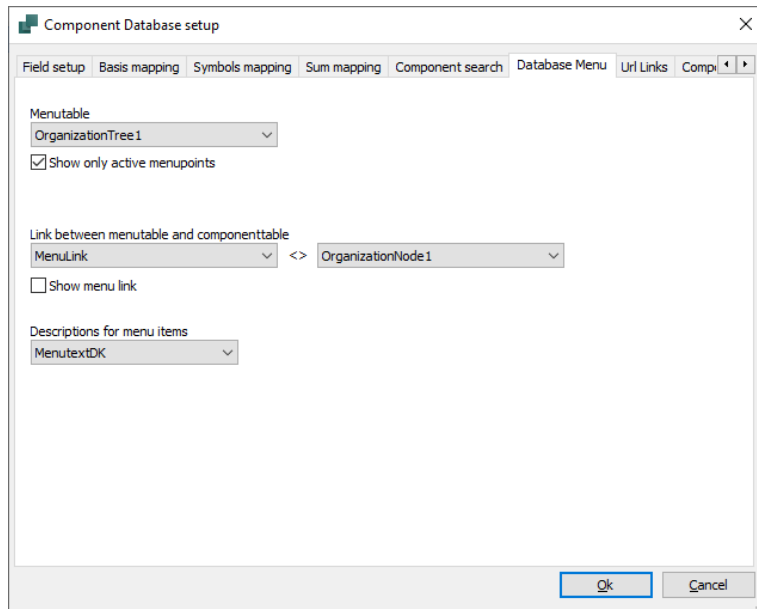 Component Database setup
Field setup Basis mapping Symbols mapping Sum mapping Component search Database Menu Url Links
Menutable
OrganizationTree1
Show only active menupoints
Link between menutable and componenttable
MenuLink <> OrganizationNode1
Show menu link
Descriptions for menu items
MenutextDK
Ok Cancel